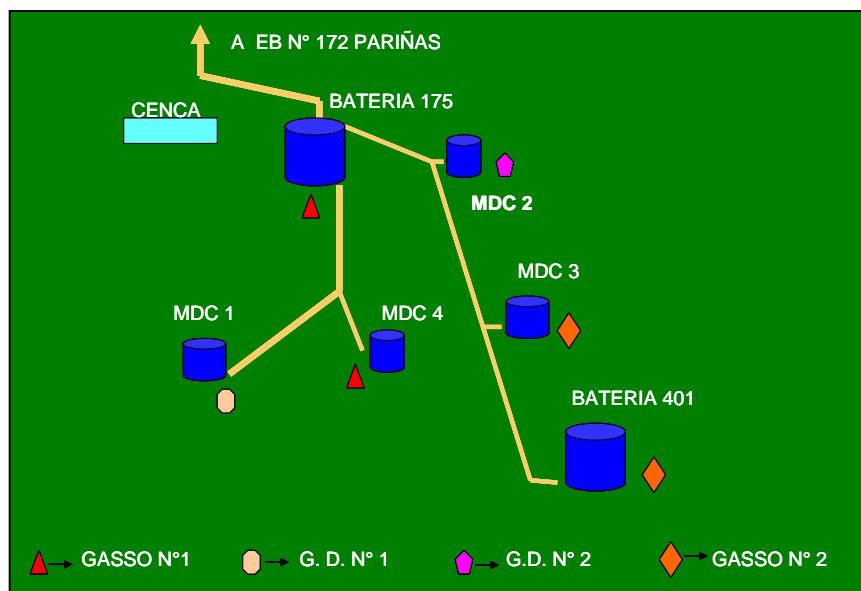 A  EB N° 172 PARIÑAS
BATERIA 175
CENCA
MDC 2
MDC 3
MDC 1
MDC 4
BATERIA 401
GASSO N°1
G. D. N° 1
G.D. N° 2
GASSO N° 2